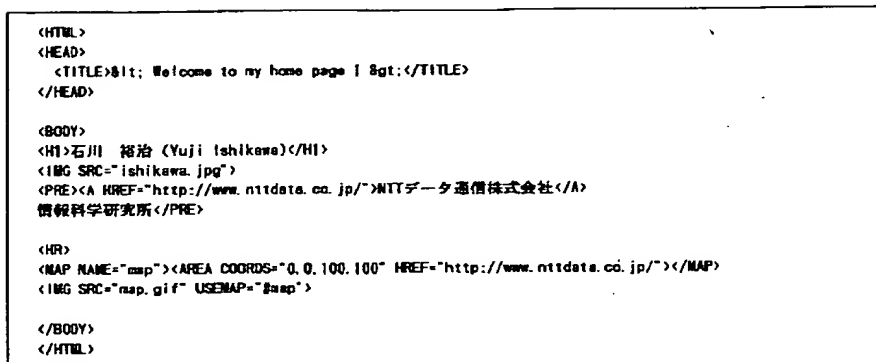 <HTML>
<HEAD>
<TITLE>&lt; Welcome to my home page ! &gt;</TITLE>
</HEAD>
<BODY>
<H1>石川　裕治 (Yuji Ishikawa)</H1>
<IMG SRC="ishikawa.jpg">
<PRE><A HREF="http://www.nttdata.co.jp/">NTTデータ通信株式会社</A>
情報科学研究所</PRE>
<HR>
<MAP NAME="map"><AREA COORDS="0,0,100,100" HREF="http://www.nttdata.co.jp/"></MAP>
<IMG SRC="map.gif" USEMAP="#map">
</BODY>
</HTML>